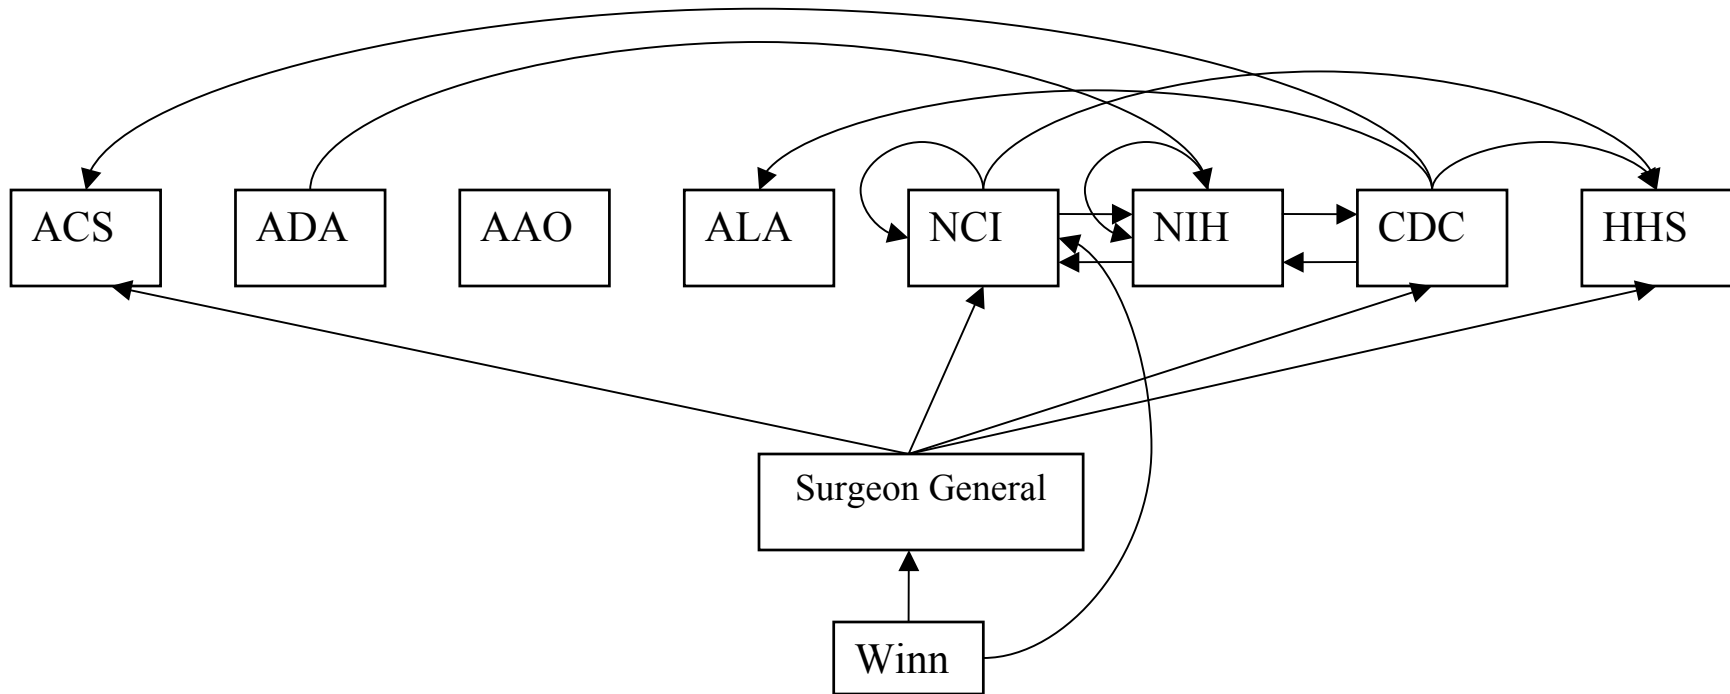 ACS
ADA
AAO
ALA
NCI
NIH
CDC
HHS
Surgeon General
Winn